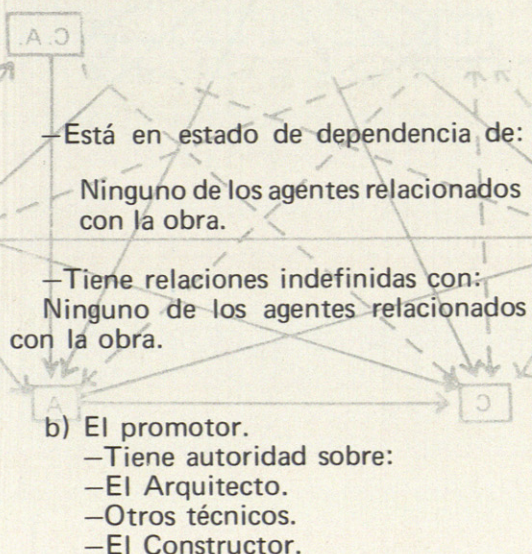 C.A.
—Está en estado de dependencia de:
Ninguno de los agentes relacionados
con la obra.
—Tiene relaciones indefinidas con:
Ninguno de los agentes relacionados
con la obra.
A
C
b) El promotor.
—Tiene autoridad sobre:
—El Arquitecto.
—Otros técnicos.
—El Constructor.